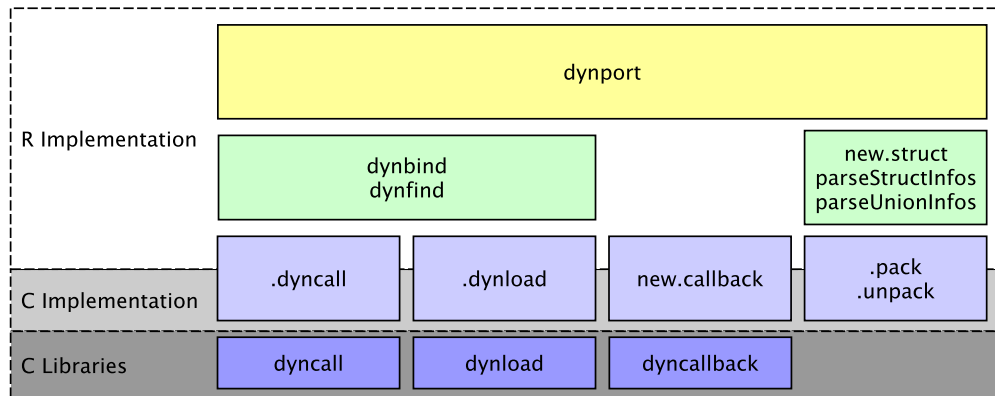 dynport
R Implementation
dynbind
dynfind
new.struct
parseStructInfos
parseUnionInfos
.dyncall
.dynload
new.callback
.pack
.unpack
C Implementation
C Libraries
dyncall
dynload
dyncallback